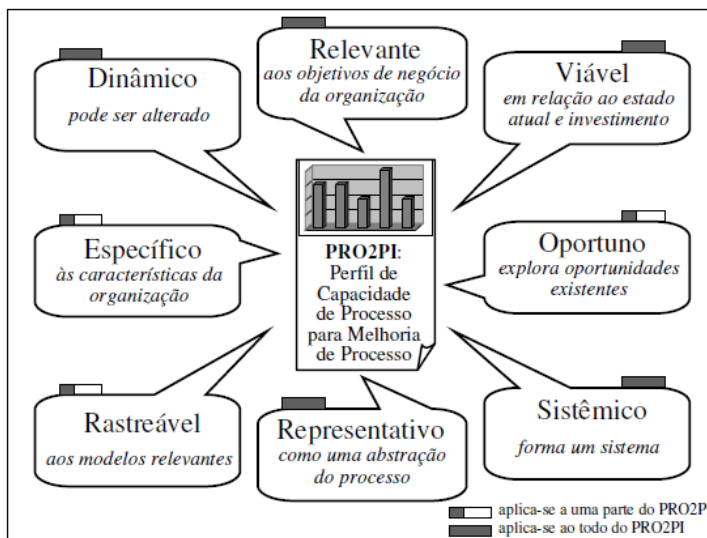 Dinâmico
pode ser alterado
Relevante
aos objetivos de negócio
da organização
Viável
em relação ao estado
atual e investimento
Específico
às características da
organização
PRO2PI:
Perfil de
Capacidade
de Processo
para Melhoria
de Processo
Oportuno
explora oportunidades
existentes
Rastreável
aos modelos relevantes
Representativo
como uma abstração
do processo
Sistêmico
forma um sistema
aplica-se a uma parte do PRO2P
aplica-se ao todo do PRO2PI